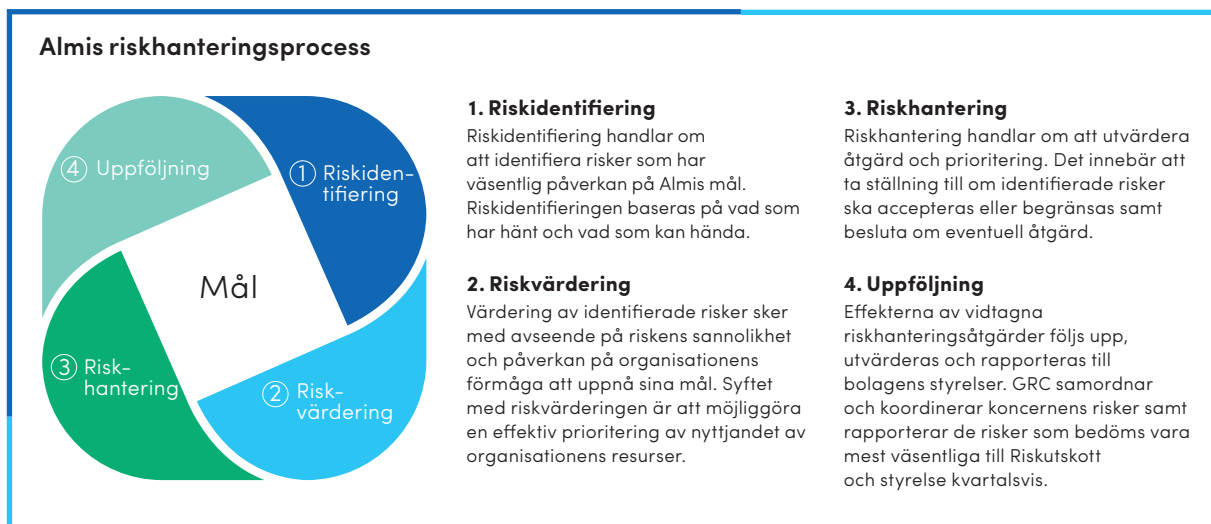 Almis riskhanteringsprocess
④ Uppföljning
① Risk­iden-
tifiering
Mål
③ Risk-
hantering
② Risk-
värdering
1. Riskidentifiering
Riskidentifiering handlar om
att identifiera risker som har
väsentlig påverkan på Almis mål.
Riskidentifieringen baseras på vad som
har hänt och vad som kan hända.
2. Riskvärdering
Värdering av identifierade risker sker
med avseende på riskens sannolikhet
och påverkan på organisationens
förmåga att uppnå sina mål. Syftet
med riskvärderingen är att möjliggöra
en effektiv prioritering av nyttjandet av
organisationens resurser.
3. Riskhantering
Riskhantering handlar om att utvärdera
åtgärd och prioritering. Det innebär att
ta ställning till om identifierade risker
ska accepteras eller begränsas samt
besluta om eventuell åtgärd.
4. Uppföljning
Effekterna av vidtagna
riskhanteringsåtgärder följs upp,
utvärderas och rapporteras till
bolagens styrelser. GRC samordnar
och koordinerar koncernens risker samt
rapporterar de risker som bedöms vara
mest väsentliga till Riskutskott
och styrelse kvartalsvis.